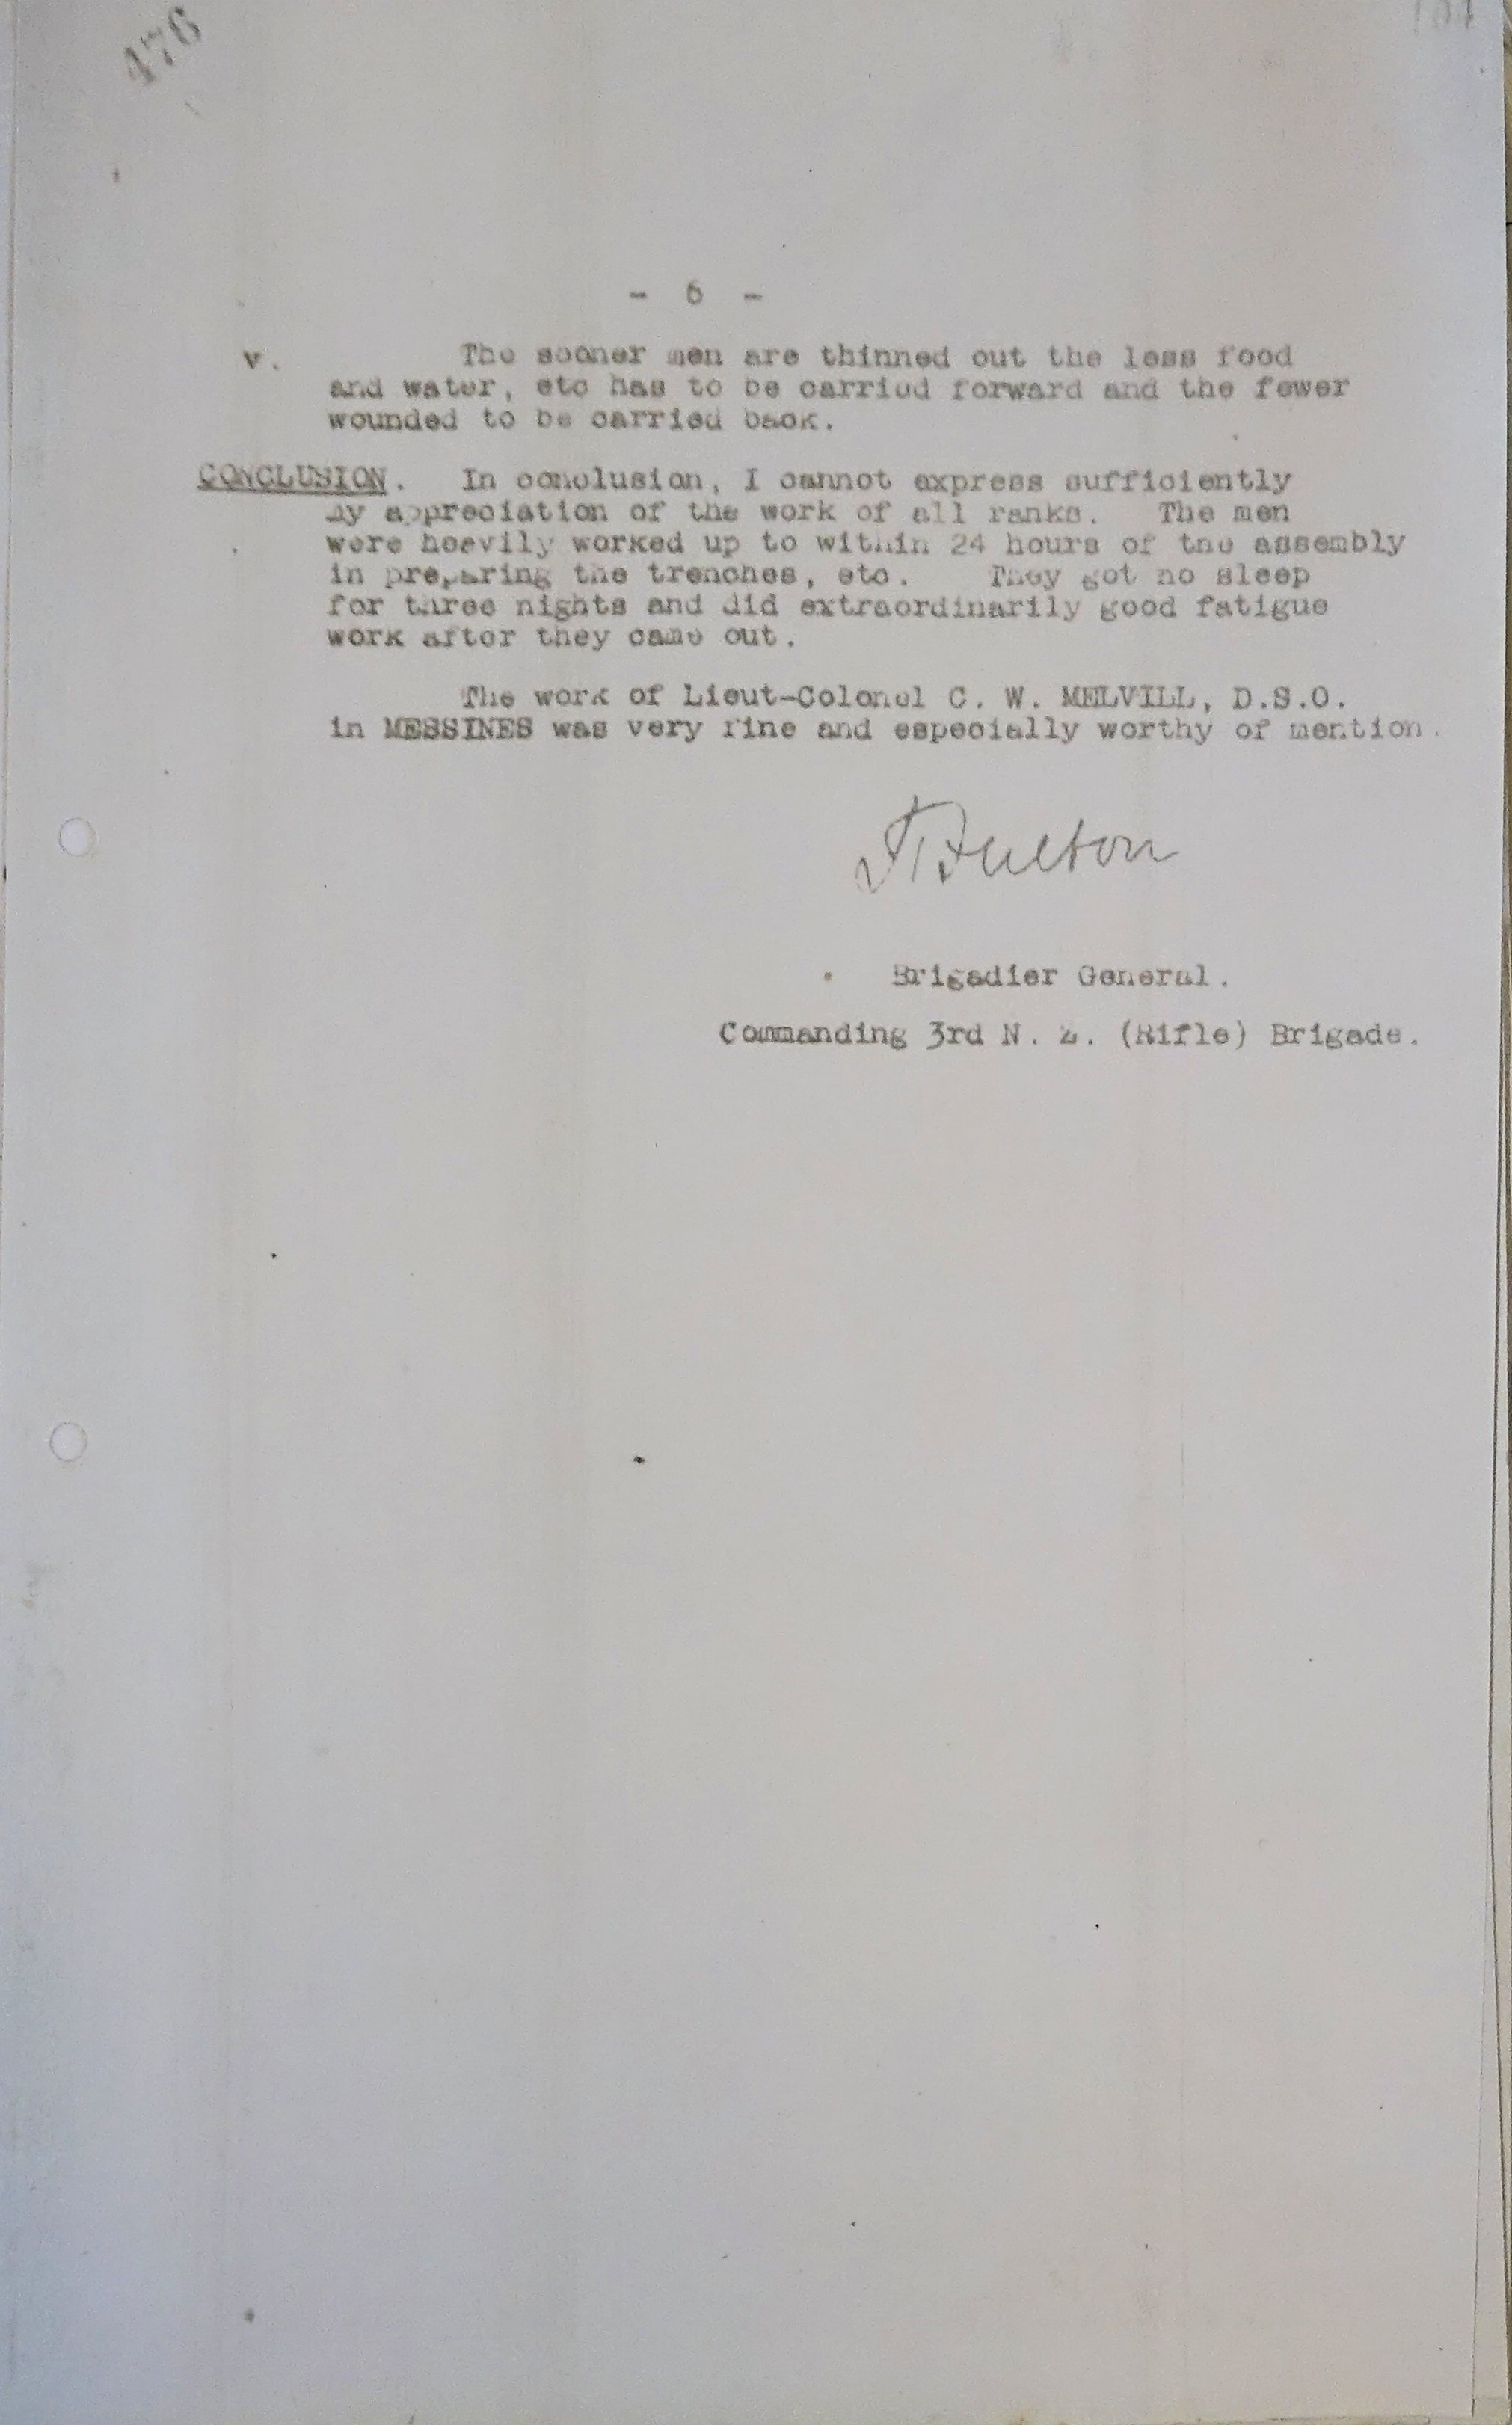 476
- 6 -
v. The sooner men are thinned out the less food
and water, etc has to be carried forward and the fewer
wounded to be carried back.
CONCLUSION. In conclusion, I cannot express sufficiently
my appreciation of the work of all ranks. The men
were heavily worked up to within 24 hours of the assembly
in preparing the trenches, etc. They got no sleep
for three nights and did extraordinarily good fatigue
work after they came out.
The work of Lieut-Colonel C. W. MELVILL, D.S.O.
in MESSINES was very fine and especially worthy of mention.
Fulton
Brigadier General.
Commanding 3rd N. Z. (Rifle) Brigade.